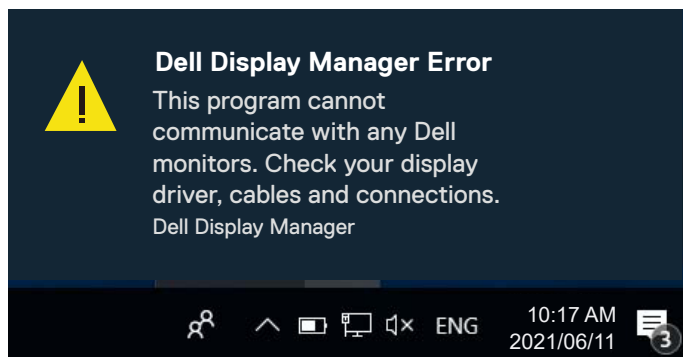 Dell Display Manager Error
This program cannot
communicate with any Dell
monitors. Check your display
driver, cables and connections.
Dell Display Manager
ENG
10:17 AM
2021/06/11
3